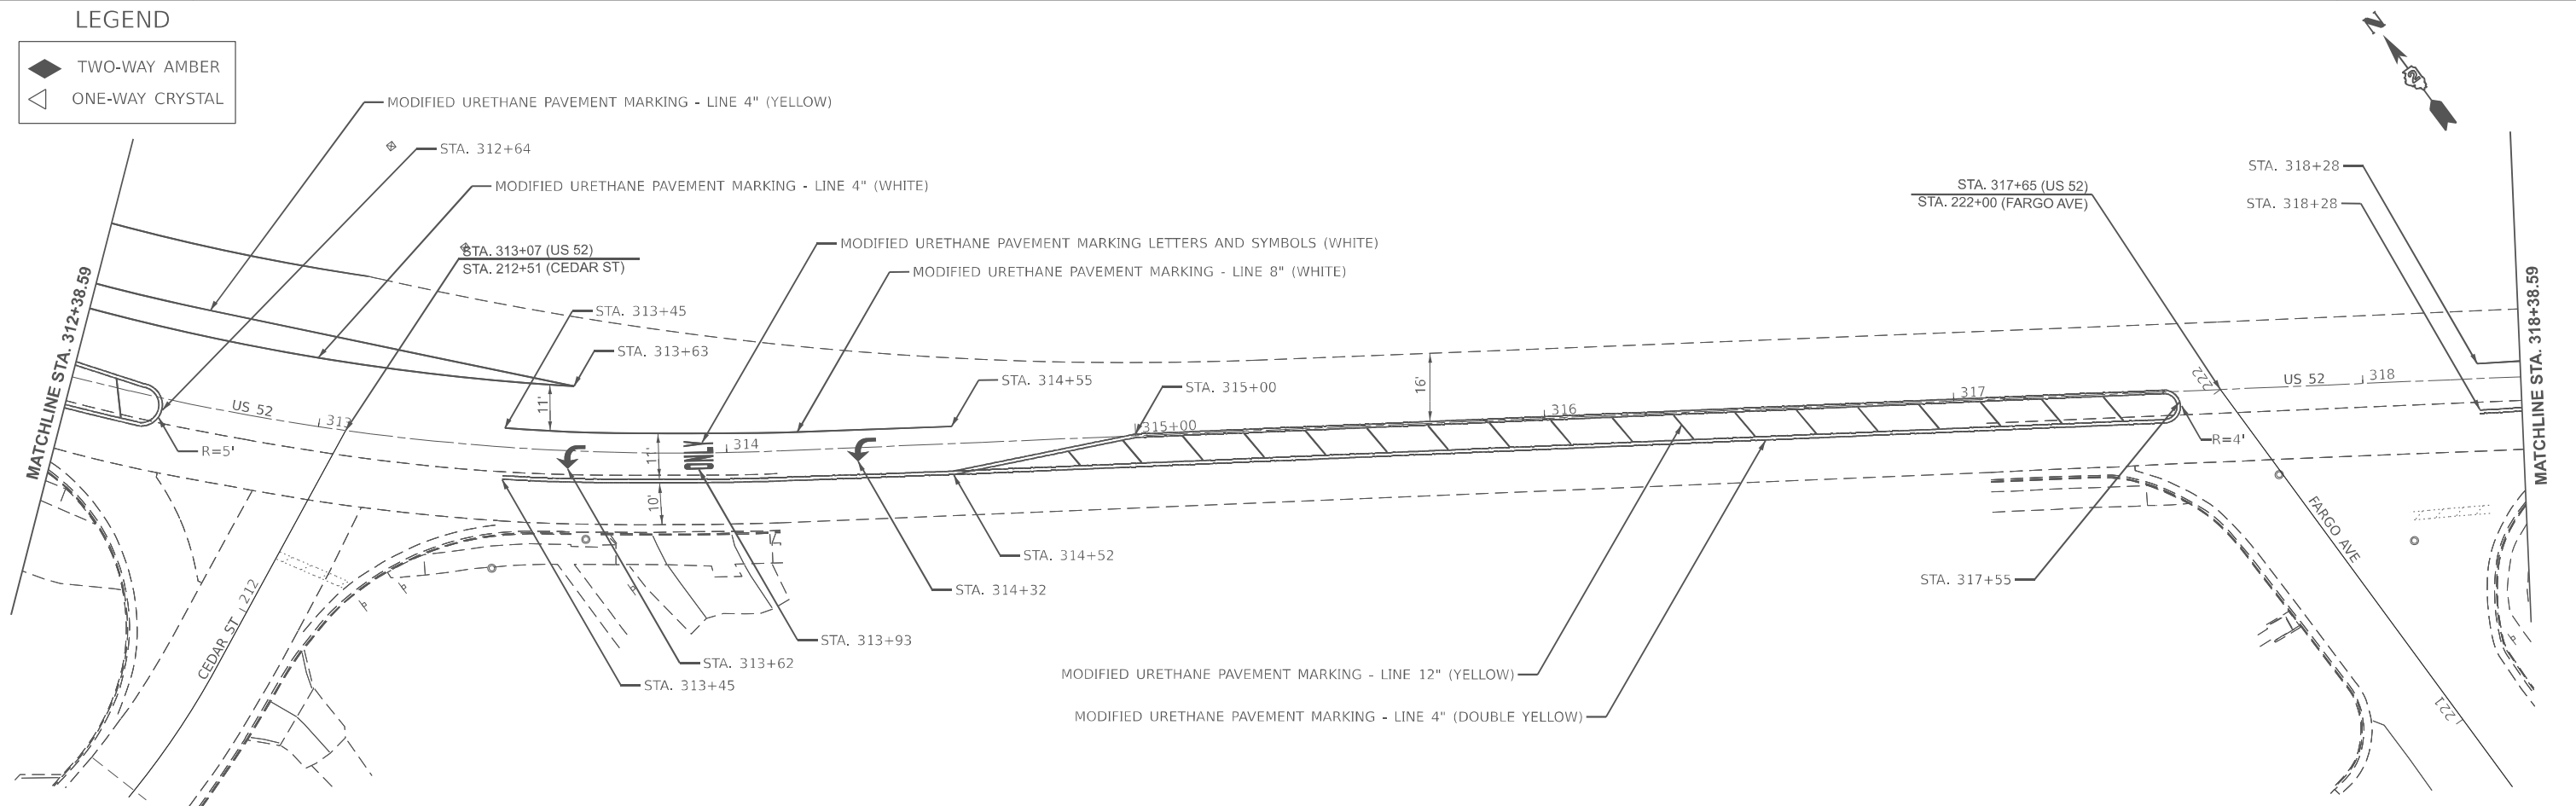 LEGEND
TWO-WAY AMBER
ONE-WAY CRYSTAL
N
2
MODIFIED URETHANE PAVEMENT MARKING - LINE 4" (YELLOW)
STA. 312+64
MODIFIED URETHANE PAVEMENT MARKING - LINE 4" (WHITE)
STA. 313+07 (US 52)
STA. 212+51 (CEDAR ST)
MODIFIED URETHANE PAVEMENT MARKING LETTERS AND SYMBOLS (WHITE)
MODIFIED URETHANE PAVEMENT MARKING - LINE 8" (WHITE)
STA. 317+65 (US 52)
STA. 222+00 (FARGO AVE)
STA. 318+28
STA. 318+28
MATCHLINE STA. 312+38.59
STA. 313+45
STA. 313+63
STA. 314+55
STA. 315+00
MATCHLINE STA. 318+38.59
US 52
313
11'
11'
10'
ONLY
314
315+00
16'
316
317
222
US 52
318
R=5'
R=4'
FARGO AVE
221
CEDAR ST
212
P
P
P
P
STA. 314+52
STA. 314+32
STA. 317+55
STA. 313+93
STA. 313+62
STA. 313+45
MODIFIED URETHANE PAVEMENT MARKING - LINE 12" (YELLOW)
MODIFIED URETHANE PAVEMENT MARKING - LINE 4" (DOUBLE YELLOW)